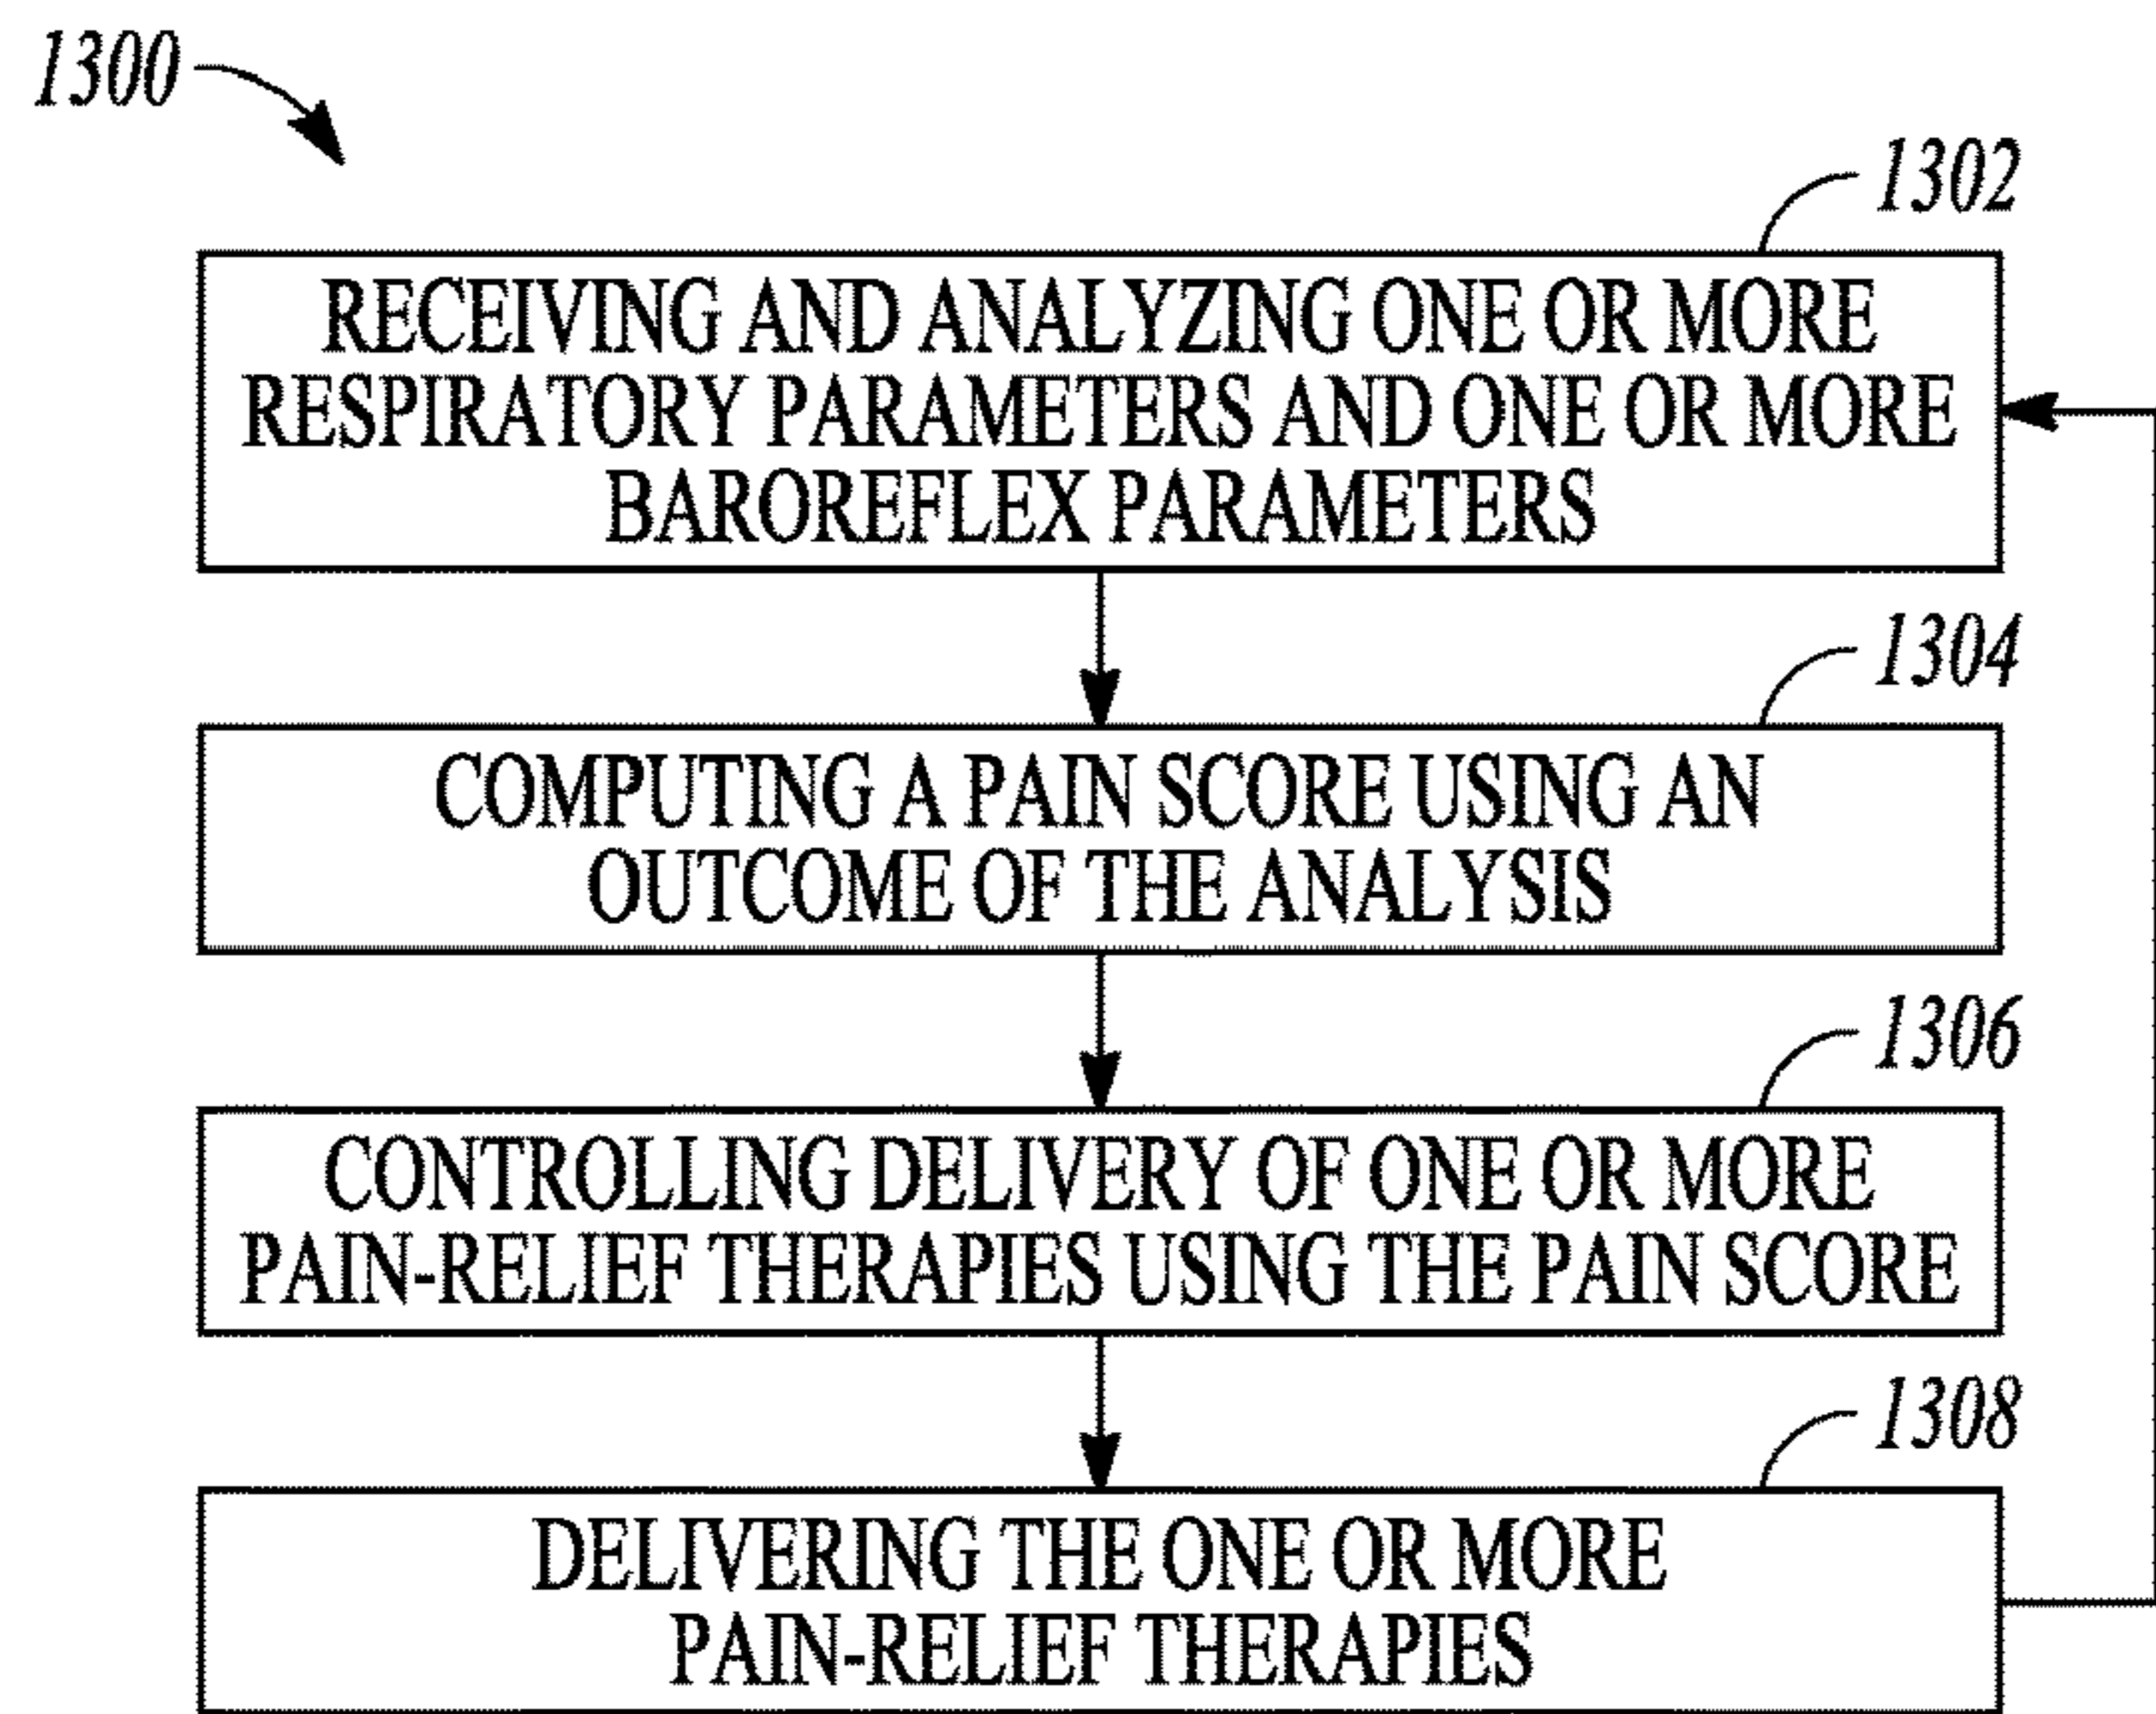 1300
1302
RECEIVING AND ANALYZING ONE OR MORE
RESPIRATORY PARAMETERS AND ONE OR MORE
BAROREFLEX PARAMETERS
1304
COMPUTING A PAIN SCORE USING AN
OUTCOME OF THE ANALYSIS
1306
CONTROLLING DELIVERY OF ONE OR MORE
PAIN-RELIEF THERAPIES USING THE PAIN SCORE
1308
DELIVERING THE ONE OR MORE
PAIN-RELIEF THERAPIES